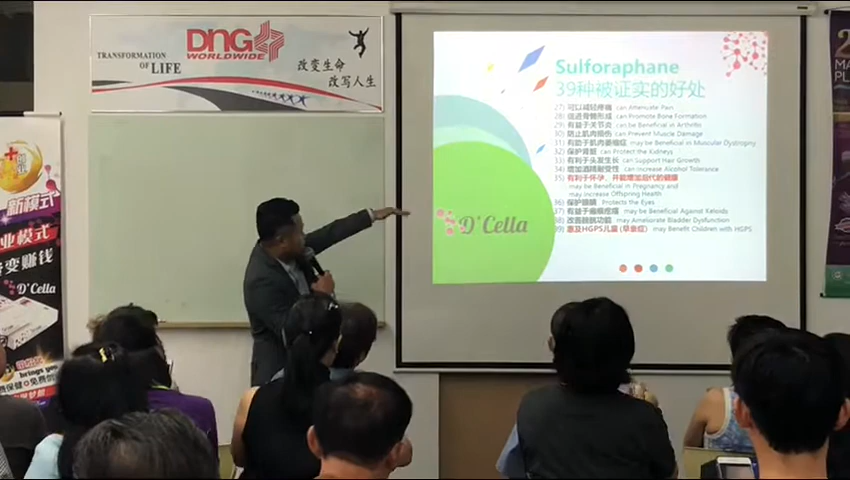 TRANSFORMATION
of LIFE
DNG
WORLDWIDE
改变生命
改写人生
新模式
业模式
变赚钱
D'Cella
Sulforaphane
39种被证实的好处
27) 可以减轻疼痛 can Attenuate Pain
28) 促进骨骼形成 can Promote Bone Formation
29) 有益于关节炎 can be Beneficial in Arthritis
30) 防止肌肉损伤 can Prevent Muscle Damage
31) 有助于肌肉萎缩症 may be Beneficial in Muscular Dystrophy
32) 保护肾脏 can Protect the Kidneys
33) 有利于头发生长 can Support Hair Growth
34) 增加酒精耐受性 can Increase Alcohol Tolerance
35) 有利于怀孕，并能增加后代的健康
may be Beneficial in Pregnancy and
may Increase Offspring Health
36) 保护眼睛 Protects the Eyes
37) 有益于瘢痕疙瘩 may be Beneficial Against Keloids
38) 改善膀胱功能 may Ameliorate Bladder Dysfunction
39) 惠及HGPS儿童 (早衰症) may Benefit Children with HGPS
D'Cella